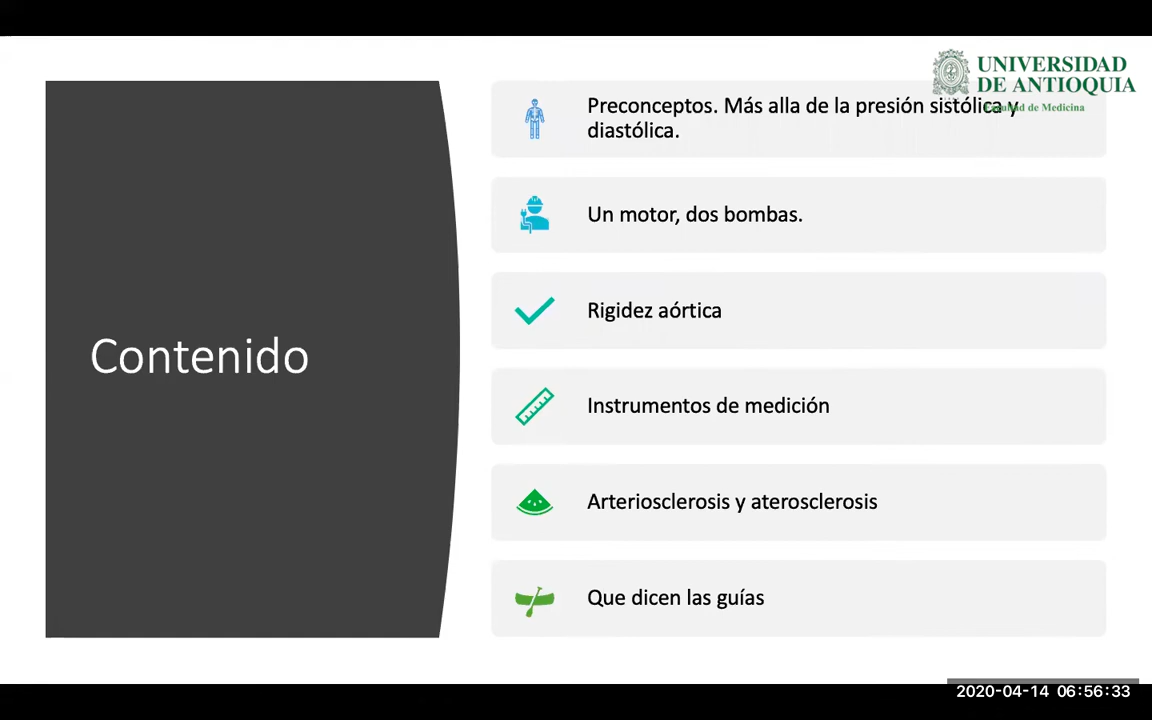 UNIVERSIDAD
DE ANTIOQUIA
Facultad de Medicina
Contenido
Preconceptos. Más alla de la presión sistólica y
diastólica.
Un motor, dos bombas.
Rigidez aórtica
Instrumentos de medición
Arteriosclerosis y aterosclerosis
Que dicen las guías
2020-04-14 06:56:33